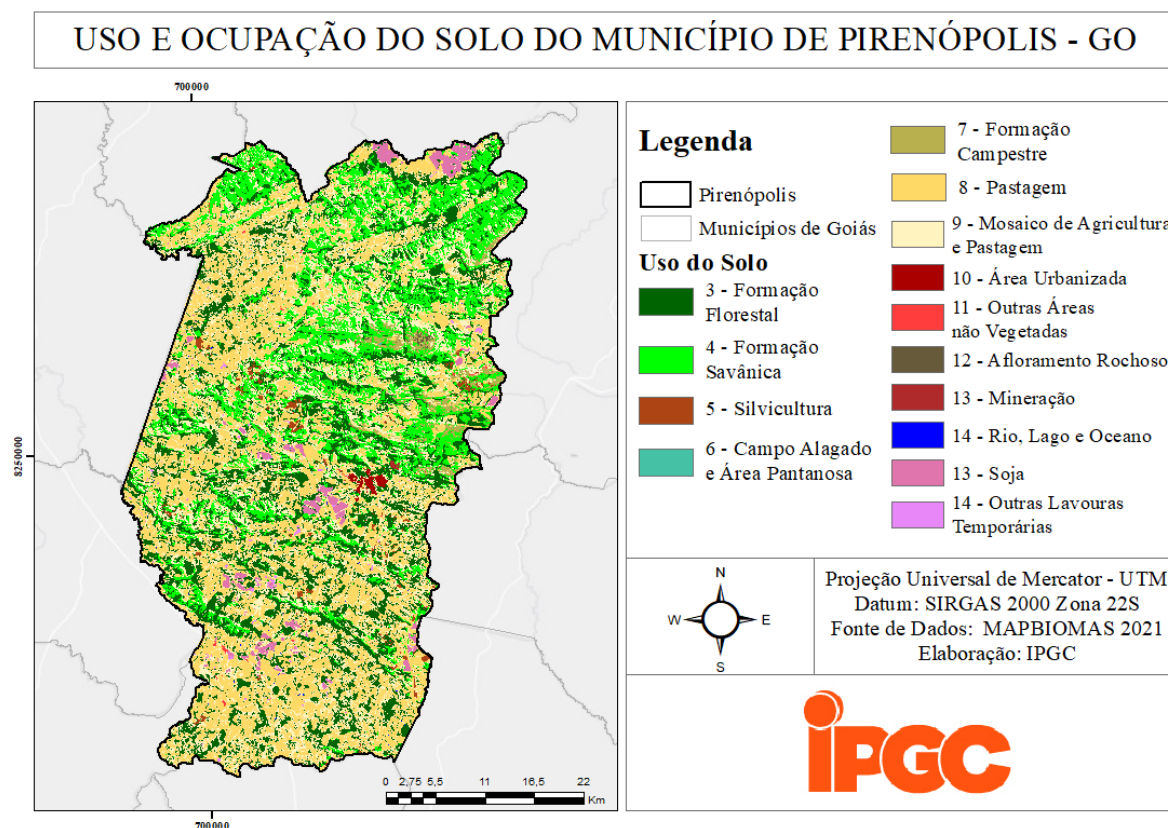 USO E OCUPAÇÃO DO SOLO DO MUNICÍPIO DE PIRENÓPOLIS - GO
700000
8250000
0 2,75 5,5 11 16,5 22
Km
700000
Legenda
Pirenópolis
Municípios de Goiás
Uso do Solo
3 - Formação
Florestal
4 - Formação
Savânica
5 - Silvicultura
6 - Campo Alagado
e Área Pantanosa
7 - Formação
Campestre
8 - Pastagem
9 - Mosaico de Agricultura
e Pastagem
10 - Área Urbanizada
11 - Outras Áreas
não Vegetadas
12 - Afloramento Rochoso
13 - Mineração
14 - Rio, Lago e Oceano
13 - Soja
14 - Outras Lavouras
Temporárias
N
W E
S
Projeção Universal de Mercator - UTM
Datum: SIRGAS 2000 Zona 22S
Fonte de Dados: MAPBIOMAS 2021
Elaboração: IPGC
iPGC